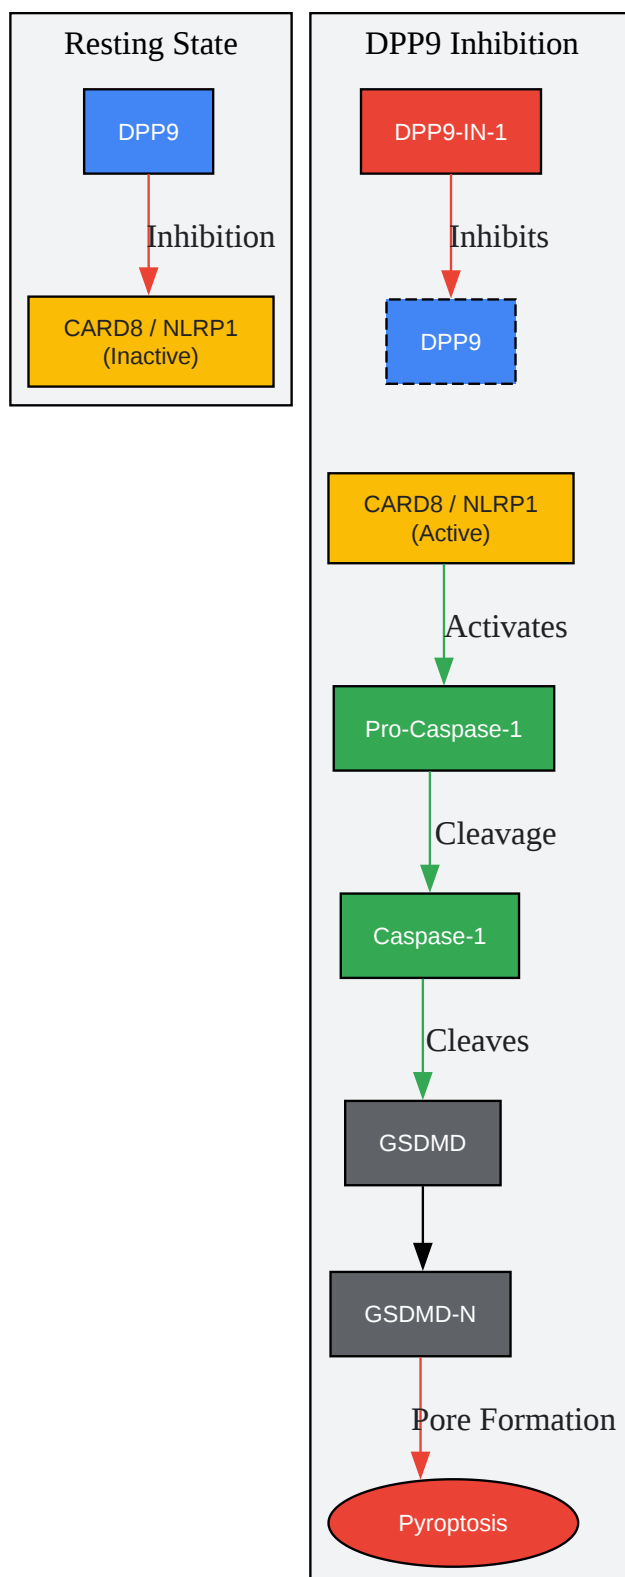 Resting State
DPP9
Inhibition
CARD8 / NLRP1
(Inactive)
DPP9 Inhibition
DPP9-IN-1
Inhibits
DPP9
CARD8 / NLRP1
(Active)
Activates
Pro-Caspase-1
Cleavage
Caspase-1
Cleaves
GSDMD
GSDMD-N
Pore Formation
Pyroptosis